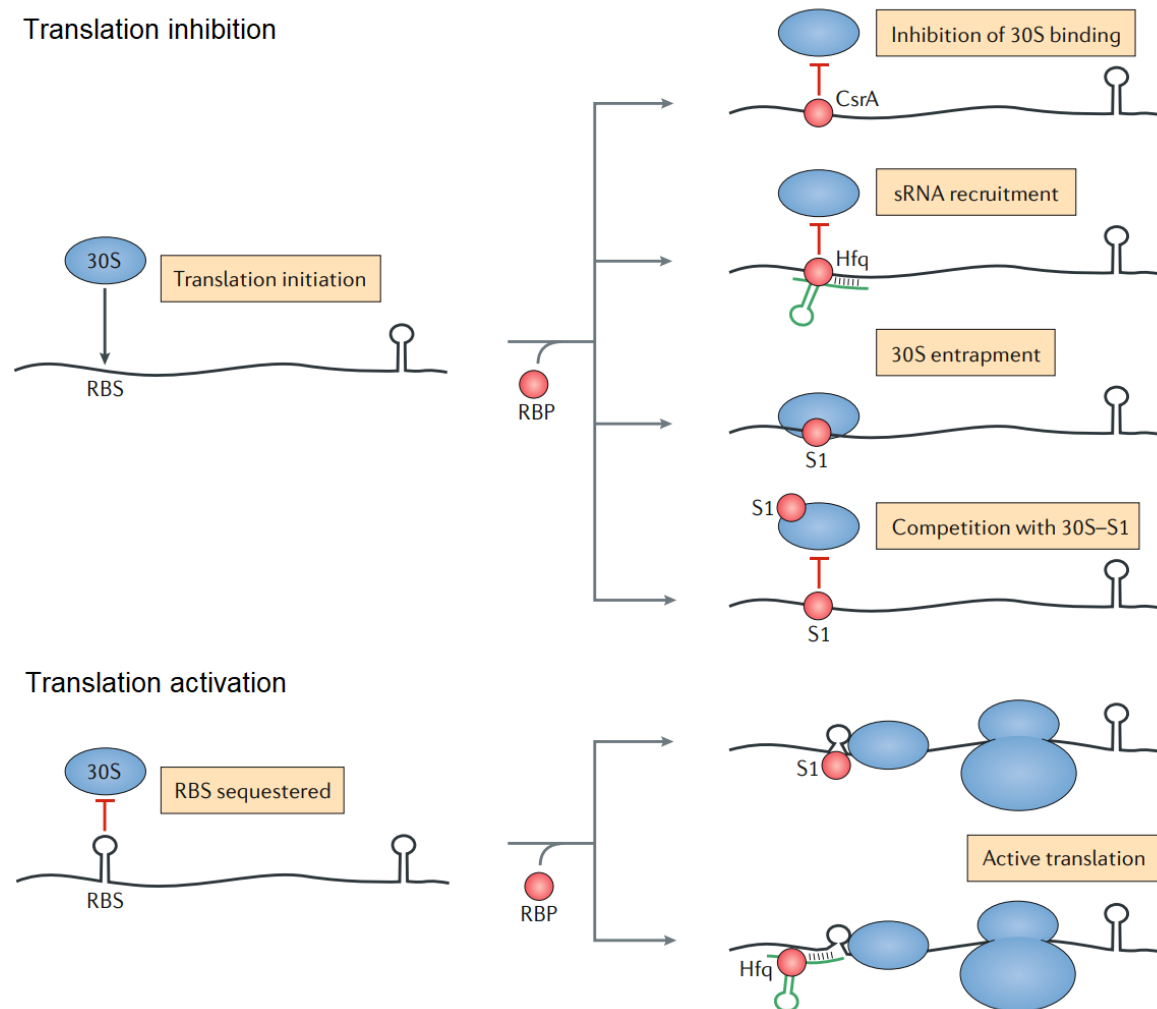 Translation inhibition
30S
Translation initiation
RBS
RBP
Inhibition of 30S binding
CsrA
sRNA recruitment
Hfq
30S entrapment
S1
S1
Competition with 30S–S1
S1
Translation activation
30S
RBS sequestered
RBS
RBP
S1
Active translation
Hfq